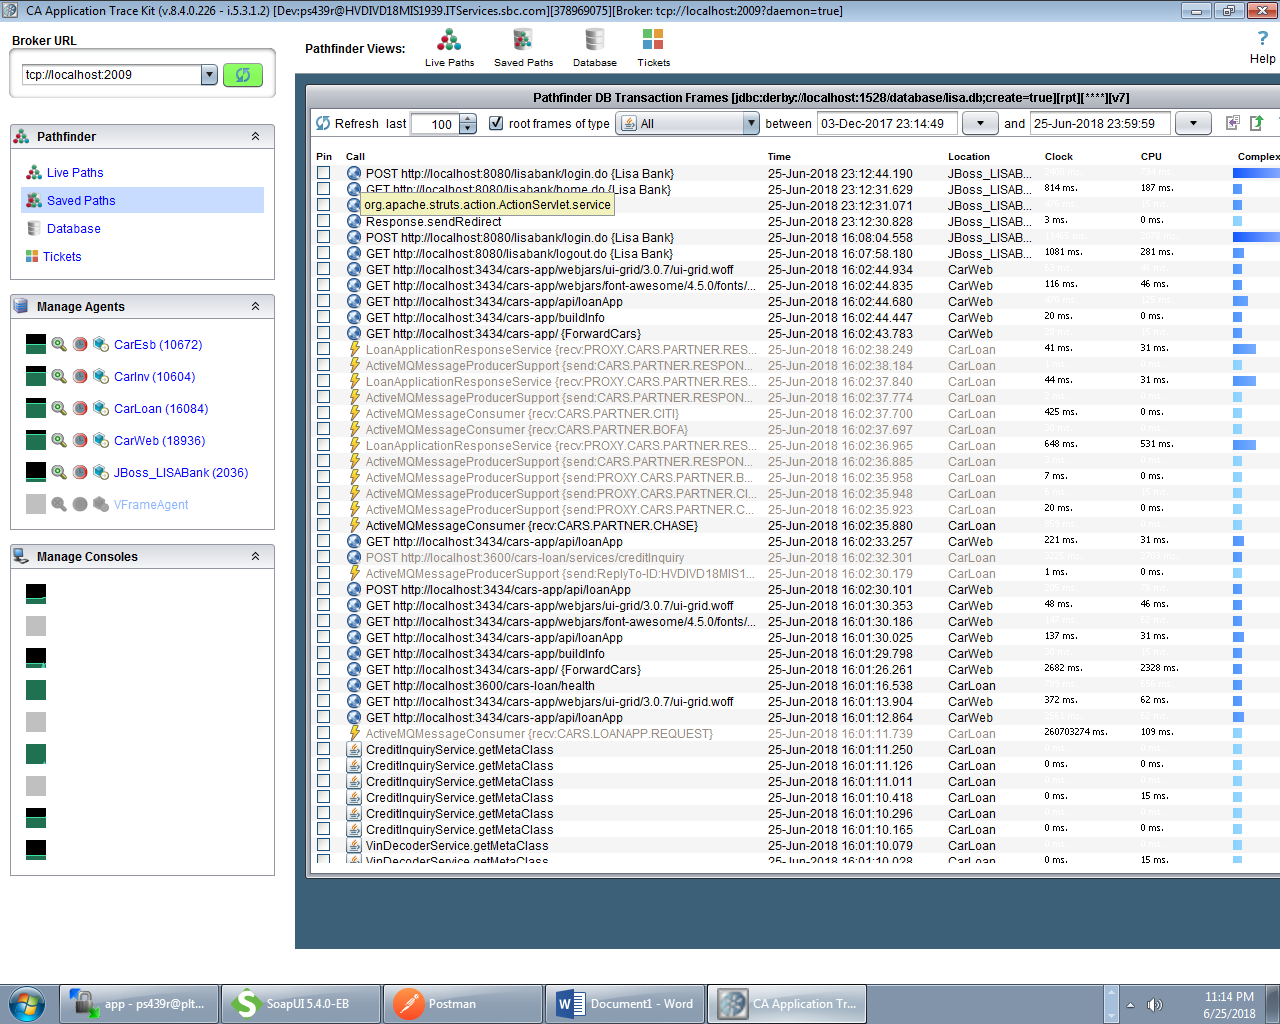 CA Application Trace Kit (v.8.4.0.226 - i.5.3.1.2) [Dev:ps439r@HVDIVD18MIS1939.ITServices.sbc.com][378969075][Broker: tcp://localhost:2009?daemon=true]
Broker URL
tcp://localhost:2009
Pathfinder Views:
Live Paths
Saved Paths
Database
Tickets
Help
Pathfinder
Live Paths
Saved Paths
Database
Tickets
Manage Agents
CarEsb (10672)
CarInv (10604)
CarLoan (16084)
CarWeb (18936)
JBoss_LISABank (2036)
VFrameAgent
Manage Consoles
Pathfinder DB Transaction Frames [jdbc:derby://localhost:1528/database/lisa.db;create=true][rpt][****][v7]
Refresh last 100 root frames of type All between 03-Dec-2017 23:14:49 and 25-Jun-2018 23:59:59
Pin Call Time Location Clock CPU Complex
POST http://localhost:8080/lisabank/login.do {Lisa Bank} 25-Jun-2018 23:12:44.190 JBoss_LISAB...
GET http://localhost:8080/lisabank/home.do {Lisa Bank} 25-Jun-2018 23:12:31.629 JBoss_LISAB... 814 ms. 187 ms.
org.apache.struts.action.ActionServlet.service 25-Jun-2018 23:12:31.071 JBoss_LISAB...
Response.sendRedirect 25-Jun-2018 23:12:30.828 JBoss_LISAB... 3 ms. 0 ms.
POST http://localhost:8080/lisabank/login.do {Lisa Bank} 25-Jun-2018 16:08:04.558 JBoss_LISAB...
GET http://localhost:8080/lisabank/logout.do {Lisa Bank} 25-Jun-2018 16:07:58.180 JBoss_LISAB... 1081 ms. 281 ms.
GET http://localhost:3434/cars-app/webjars/ui-grid/3.0.7/ui-grid.woff 25-Jun-2018 16:02:44.934 CarWeb
GET http://localhost:3434/cars-app/webjars/font-awesome/4.5.0/fonts/... 25-Jun-2018 16:02:44.835 CarWeb 116 ms. 46 ms.
GET http://localhost:3434/cars-app/api/loanApp 25-Jun-2018 16:02:44.680 CarWeb
GET http://localhost:3434/cars-app/buildInfo 25-Jun-2018 16:02:44.447 CarWeb 20 ms. 0 ms.
GET http://localhost:3434/cars-app/ {ForwardCars} 25-Jun-2018 16:02:43.783 CarWeb
LoanApplicationResponseService {recv:PROXY.CARS.PARTNER.RES... 25-Jun-2018 16:02:38.249 CarLoan 41 ms. 31 ms.
ActiveMQMessageProducerSupport {send:CARS.PARTNER.RESPON... 25-Jun-2018 16:02:38.184 CarLoan
LoanApplicationResponseService {recv:PROXY.CARS.PARTNER.RES... 25-Jun-2018 16:02:37.840 CarLoan 44 ms. 31 ms.
ActiveMQMessageProducerSupport {send:CARS.PARTNER.RESPON... 25-Jun-2018 16:02:37.774 CarLoan
ActiveMQMessageConsumer {recv:CARS.PARTNER.CITI} 25-Jun-2018 16:02:37.700 CarLoan 425 ms. 0 ms.
ActiveMQMessageConsumer {recv:CARS.PARTNER.BOFA} 25-Jun-2018 16:02:37.697 CarLoan
LoanApplicationResponseService {recv:PROXY.CARS.PARTNER.RES... 25-Jun-2018 16:02:36.965 CarLoan 648 ms. 531 ms.
ActiveMQMessageProducerSupport {send:CARS.PARTNER.RESPON... 25-Jun-2018 16:02:36.885 CarLoan
ActiveMQMessageProducerSupport {send:PROXY.CARS.PARTNER.B... 25-Jun-2018 16:02:35.958 CarLoan 7 ms. 0 ms.
ActiveMQMessageProducerSupport {send:PROXY.CARS.PARTNER.CI... 25-Jun-2018 16:02:35.948 CarLoan
ActiveMQMessageProducerSupport {send:PROXY.CARS.PARTNER.C... 25-Jun-2018 16:02:35.923 CarLoan 20 ms. 0 ms.
ActiveMQMessageConsumer {recv:CARS.PARTNER.CHASE} 25-Jun-2018 16:02:35.880 CarLoan
GET http://localhost:3434/cars-app/api/loanApp 25-Jun-2018 16:02:33.257 CarWeb 221 ms. 31 ms.
POST http://localhost:3600/cars-loan/services/creditInquiry 25-Jun-2018 16:02:32.301 CarLoan
ActiveMQMessageProducerSupport {send:ReplyTo-ID:HVDIVD18MIS1... 25-Jun-2018 16:02:30.179 CarLoan 1 ms. 0 ms.
POST http://localhost:3434/cars-app/api/loanApp 25-Jun-2018 16:02:30.101 CarWeb
GET http://localhost:3434/cars-app/webjars/ui-grid/3.0.7/ui-grid.woff 25-Jun-2018 16:01:30.353 CarWeb 48 ms. 46 ms.
GET http://localhost:3434/cars-app/webjars/font-awesome/4.5.0/fonts/... 25-Jun-2018 16:01:30.186 CarWeb
GET http://localhost:3434/cars-app/api/loanApp 25-Jun-2018 16:01:30.025 CarWeb 137 ms. 31 ms.
GET http://localhost:3434/cars-app/buildInfo 25-Jun-2018 16:01:29.798 CarWeb
GET http://localhost:3434/cars-app/ {ForwardCars} 25-Jun-2018 16:01:26.261 CarWeb 2682 ms. 2328 ms.
GET http://localhost:3600/cars-loan/health 25-Jun-2018 16:01:16.538 CarLoan
GET http://localhost:3434/cars-app/webjars/ui-grid/3.0.7/ui-grid.woff 25-Jun-2018 16:01:13.904 CarWeb 372 ms. 62 ms.
GET http://localhost:3434/cars-app/api/loanApp 25-Jun-2018 16:01:12.864 CarWeb
ActiveMQMessageConsumer {recv:CARS.LOANAPP.REQUEST} 25-Jun-2018 16:01:11.739 CarLoan 260703274 ms. 109 ms.
CreditInquiryService.getMetaClass 25-Jun-2018 16:01:11.250 CarLoan
CreditInquiryService.getMetaClass 25-Jun-2018 16:01:11.126 CarLoan 0 ms. 0 ms.
CreditInquiryService.getMetaClass 25-Jun-2018 16:01:11.011 CarLoan
CreditInquiryService.getMetaClass 25-Jun-2018 16:01:10.418 CarLoan 0 ms. 15 ms.
CreditInquiryService.getMetaClass 25-Jun-2018 16:01:10.296 CarLoan
CreditInquiryService.getMetaClass 25-Jun-2018 16:01:10.165 CarLoan 0 ms. 0 ms.
VinDecoderService.getMetaClass 25-Jun-2018 16:01:10.079 CarLoan
VinDecoderService.getMetaClass 25-Jun-2018 16:01:10.028 CarLoan 0 ms. 15 ms.
app - ps439r@plt...
SoapUI 5.4.0-EB
Postman
Document1 - Word
CA Application Tr...
11:14 PM
6/25/2018